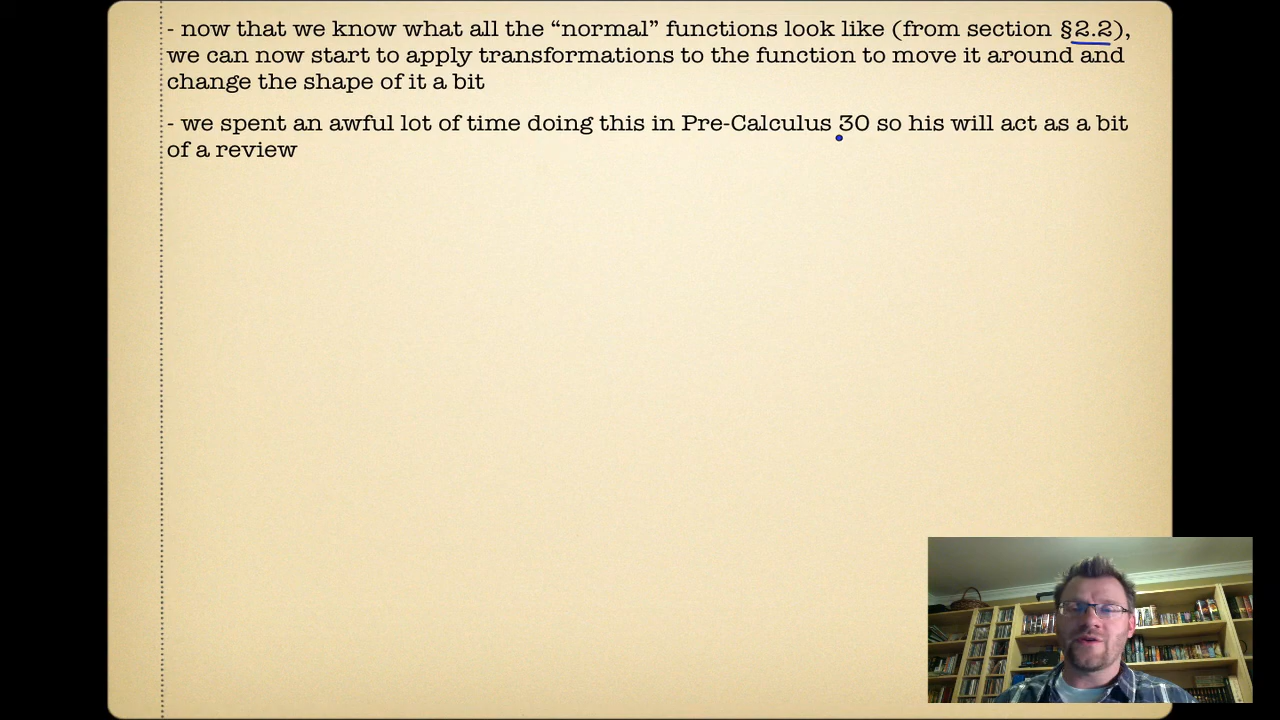 - now that we know what all the “normal” functions look like (from section §2.2),
we can now start to apply transformations to the function to move it around and
change the shape of it a bit
- we spent an awful lot of time doing this in Pre-Calculus 30 so his will act as a bit
of a review